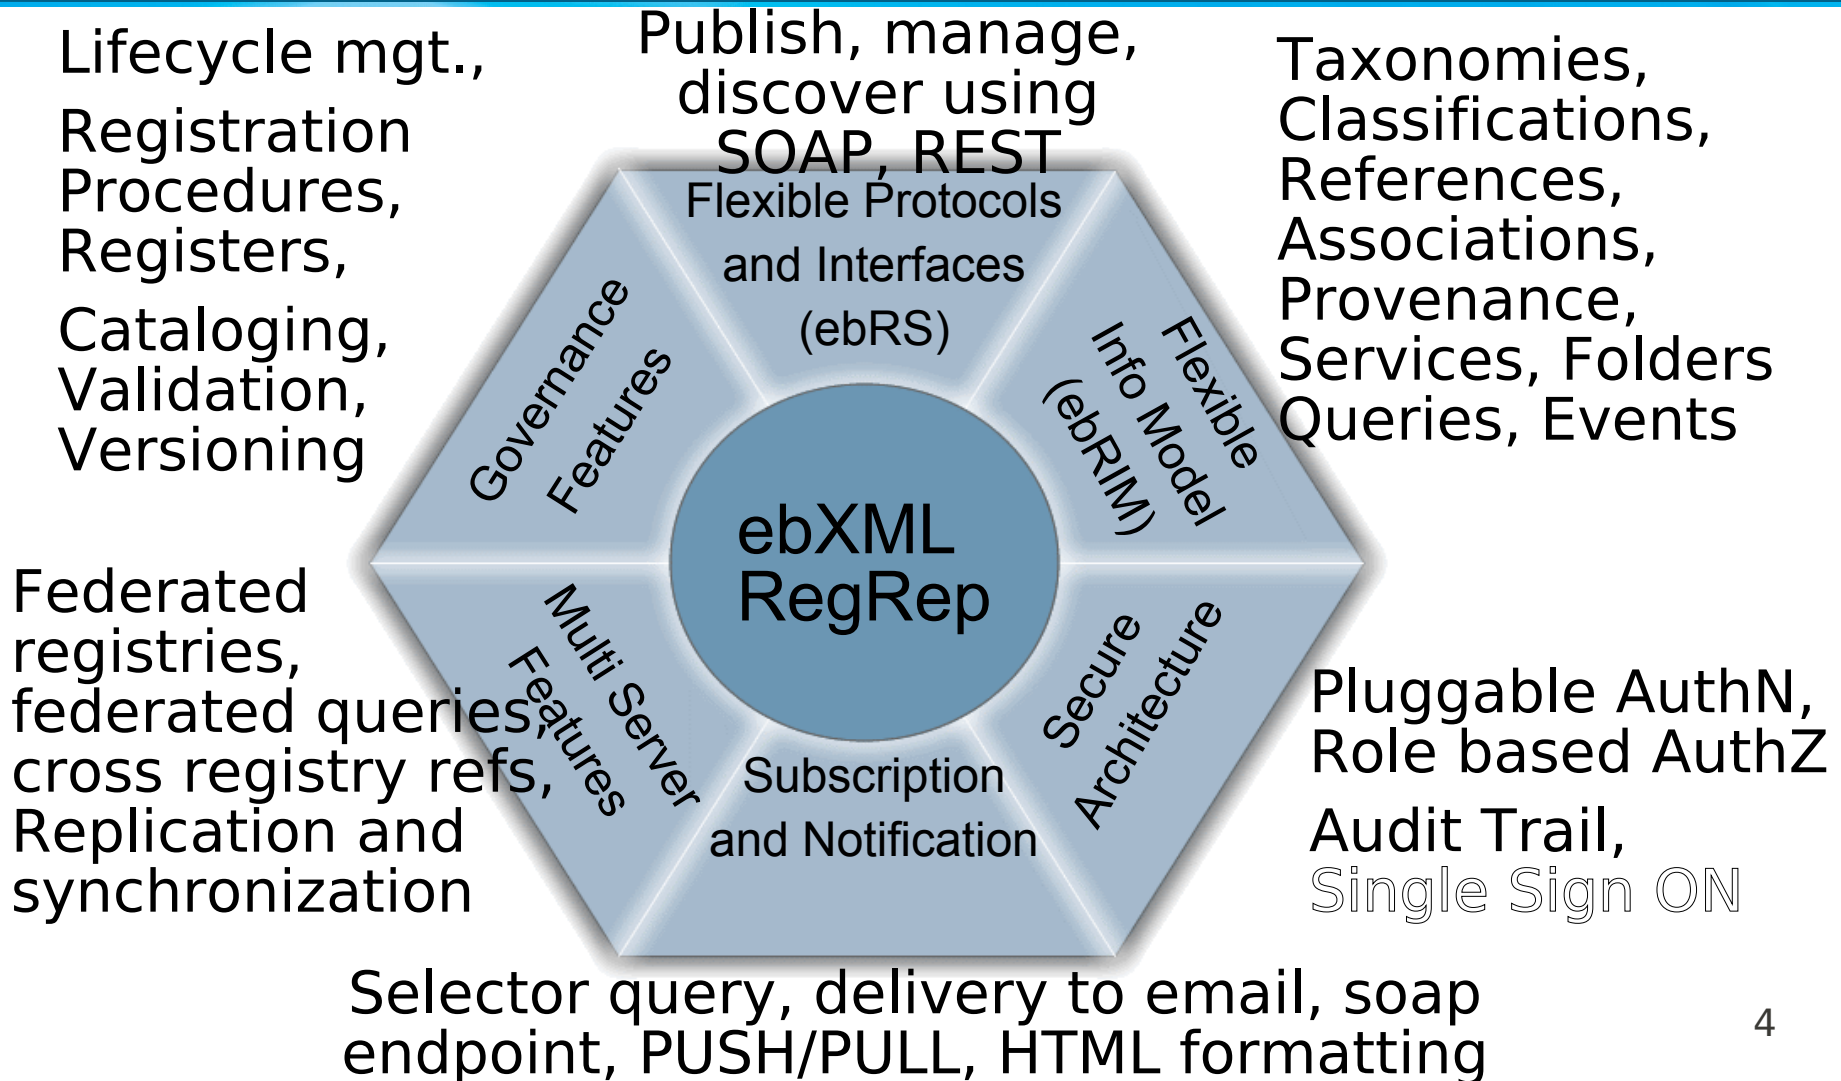 Lifecycle mgt.,
Registration
Procedures,
Registers,
Cataloging,
Validation,
Versioning
Publish, manage,
discover using
SOAP, REST
Taxonomies,
Classifications,
References,
Associations,
Provenance,
Services, Folders
Queries, Events
Flexible Protocols
and Interfaces
(ebRS)
Governance
Features
Flexible
Info Model
(ebRIM)
ebXML
RegRep
Multi Server
Features
Secure
Architecture
Subscription
and Notification
Federated
registries,
federated queries,
cross registry refs,
Replication and
synchronization
Pluggable AuthN,
Role based AuthZ
Audit Trail,
Single Sign ON
Selector query, delivery to email, soap
endpoint, PUSH/PULL, HTML formatting
4